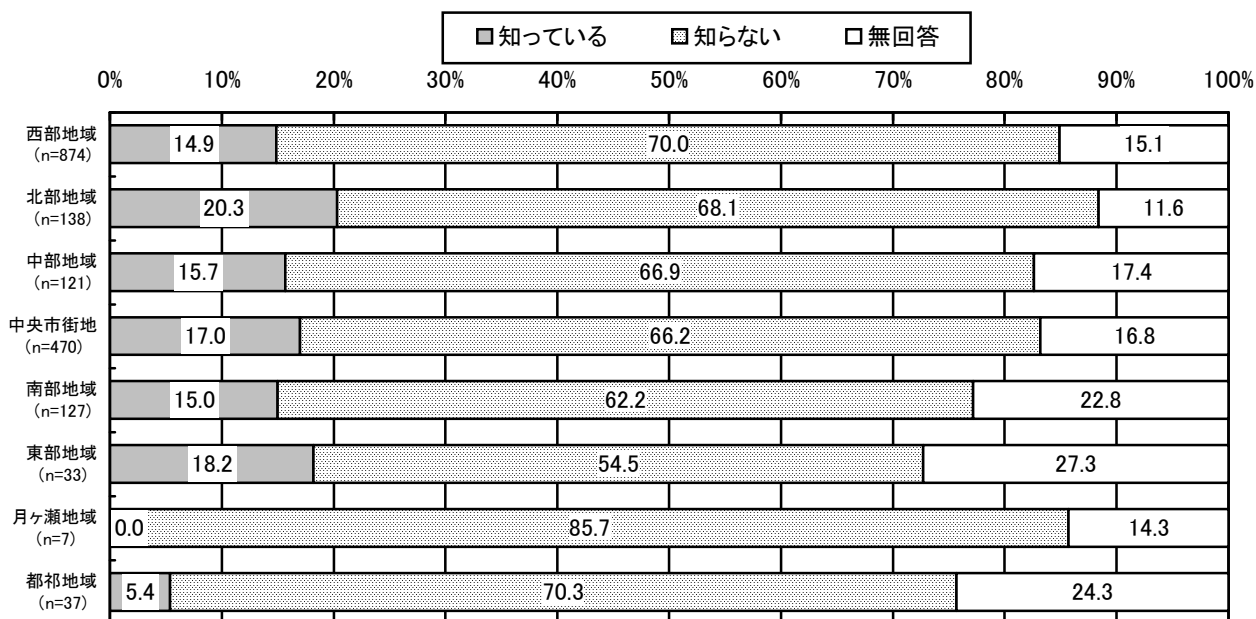 知っている 知らない 無回答
0% 10% 20% 30% 40% 50% 60% 70% 80% 90% 100%
西部地域
(n=874)
14.9 70.0 15.1
北部地域
(n=138)
20.3 68.1 11.6
中部地域
(n=121)
15.7 66.9 17.4
中央市街地
(n=470)
17.0 66.2 16.8
南部地域
(n=127)
15.0 62.2 22.8
東部地域
(n=33)
18.2 54.5 27.3
月ヶ瀬地域
(n=7)
0.0 85.7 14.3
都祁地域
(n=37)
5.4 70.3 24.3